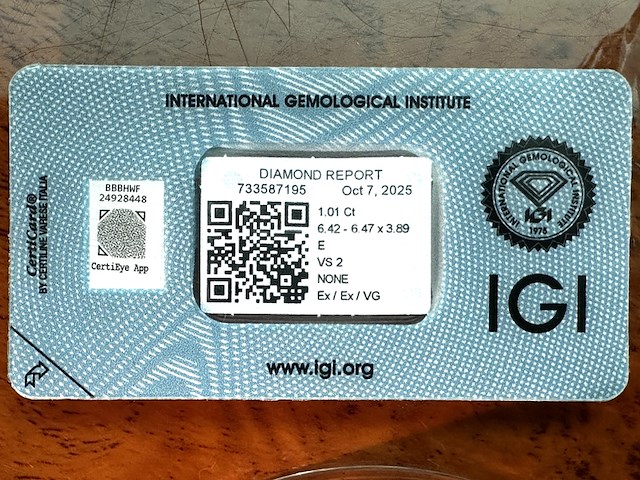 INTERNATIONAL GEMOLOGICAL INSTITUTE
CertiCard®
BY CERTILINE VARESE ITALIA
BBBHWF
24928448
CertiEye App
DIAMOND REPORT
733587195 Oct 7, 2025
1.01 Ct
6.42 - 6.47 x 3.89
E
VS 2
NONE
Ex / Ex / VG
INTERNATIONAL GEMOLOGICAL INSTITUTE
IGI
1975
IGI
www.igi.org